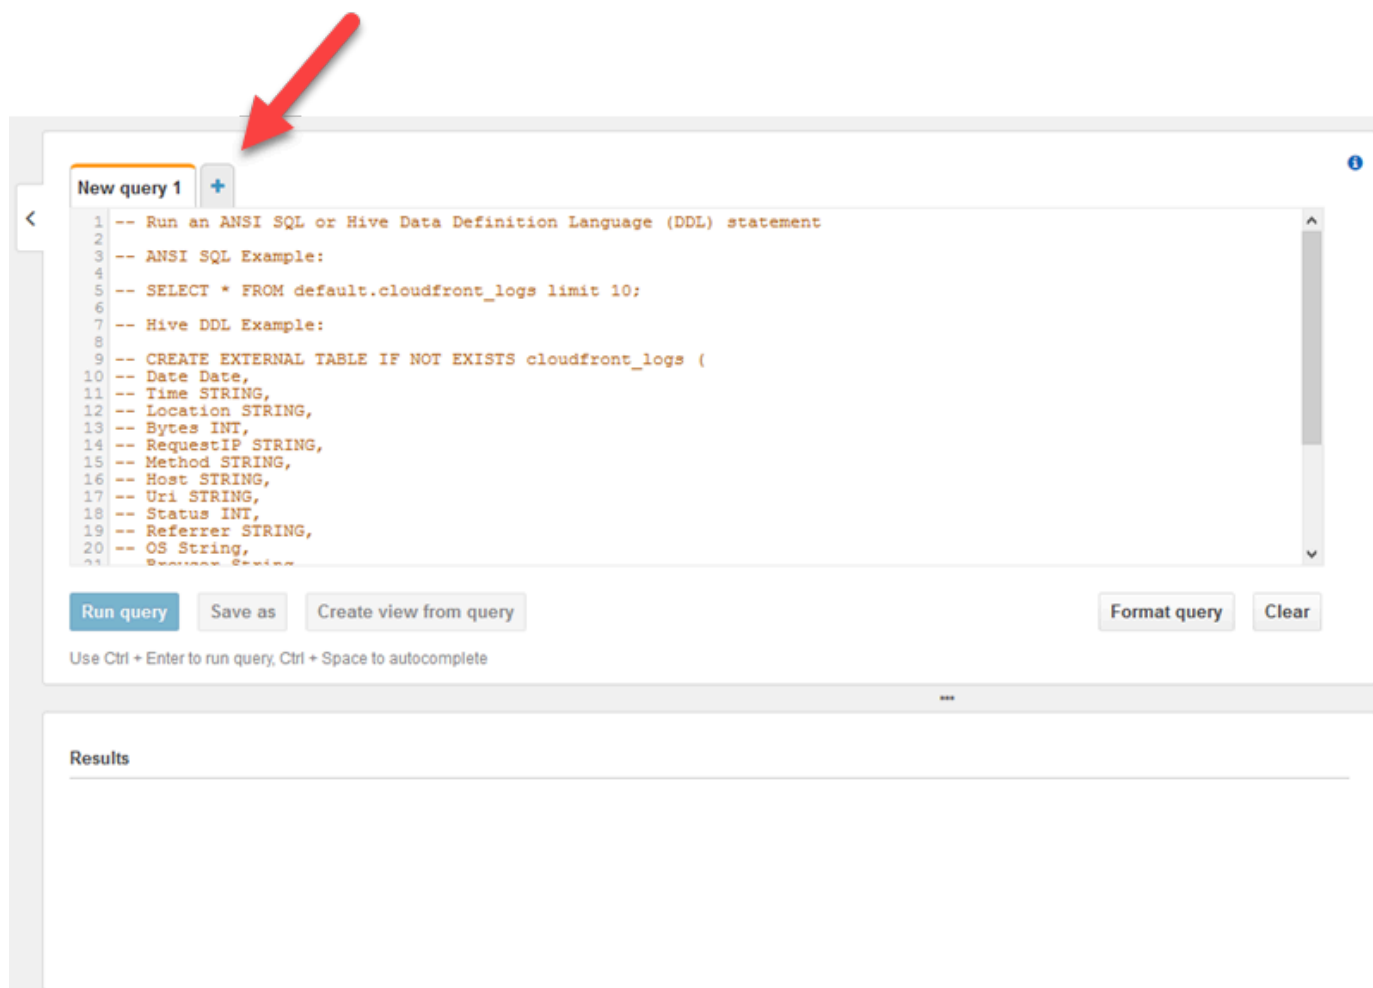 New query 1 +
1 -- Run an ANSI SQL or Hive Data Definition Language (DDL) statement
2
3 -- ANSI SQL Example:
4
5 -- SELECT * FROM default.cloudfront_logs limit 10;
6
7 -- Hive DDL Example:
8
9 -- CREATE EXTERNAL TABLE IF NOT EXISTS cloudfront_logs (
10 -- Date Date,
11 -- Time STRING,
12 -- Location STRING,
13 -- Bytes INT,
14 -- RequestIP STRING,
15 -- Method STRING,
16 -- Host STRING,
17 -- Uri STRING,
18 -- Status INT,
19 -- Referrer STRING,
20 -- OS String,
21 -- Browser String,
Run query Save as Create view from query Format query Clear
Use Ctrl + Enter to run query, Ctrl + Space to autocomplete
Results